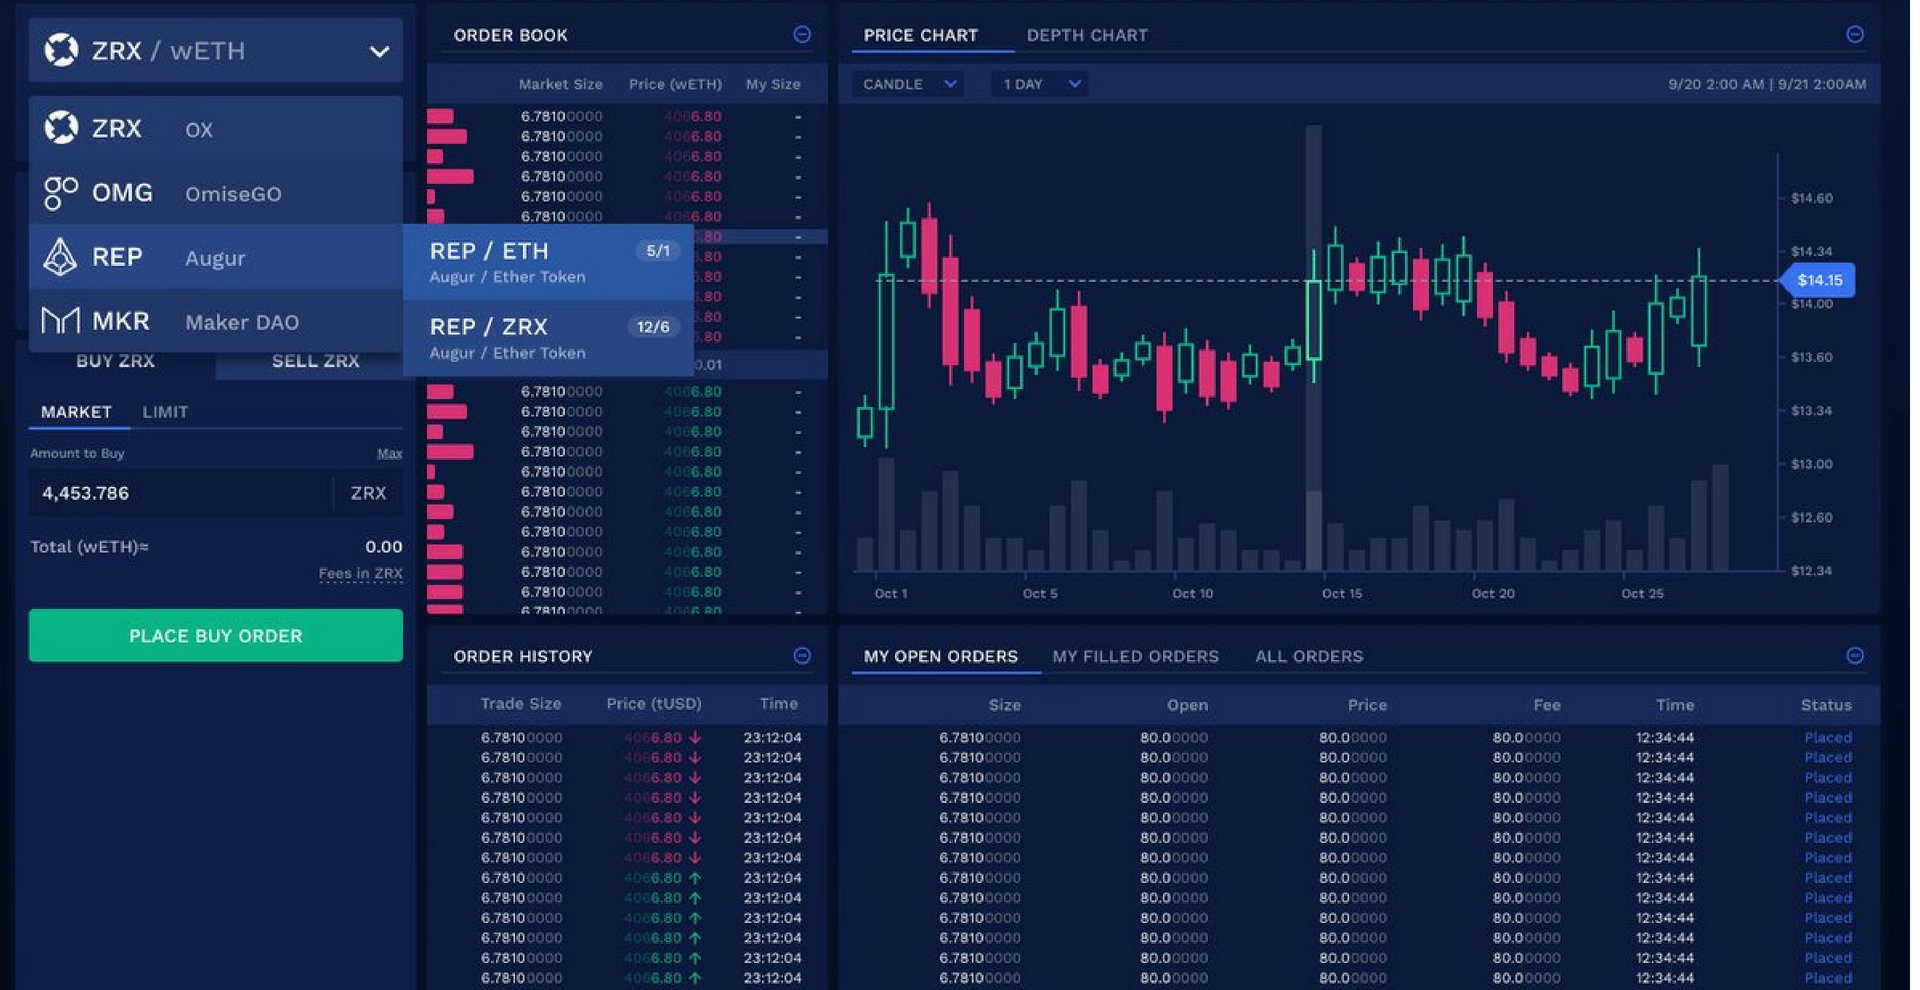 ZRX / wETH
ZRX OX
OMG OmiseGO
REP Augur
MKR Maker DAO
REP / ETH 5/1
Augur / Ether Token
REP / ZRX 12/6
Augur / Ether Token
BUY ZRX SELL ZRX
MARKET LIMIT
Amount to Buy Max
4,453.786 ZRX
Total (wETH)≈ 0.00
Fees in ZRX
PLACE BUY ORDER
ORDER BOOK
Market Size Price (wETH) My Size
6.78100000 4066.80 -
6.78100000 4066.80 -
6.78100000 4066.80 -
6.78100000 4066.80 -
6.78100000 4066.80 -
6.78100000 4066.80 -
.80 -
.80 -
.80 -
.80 -
.80 -
.80 -
0.01
6.78100000 4066.80 -
6.78100000 4066.80 -
6.78100000 4066.80 -
6.78100000 4066.80 -
6.78100000 4066.80 -
6.78100000 4066.80 -
6.78100000 4066.80 -
6.78100000 4066.80 -
6.78100000 4066.80 -
6.78100000 4066.80 -
6.78100000 4066.80 -
6.78100000 4066.80 -
PRICE CHART DEPTH CHART
CANDLE 1 DAY 9/20 2:00 AM | 9/21 2:00AM
$14.60
$14.34
$14.15
$14.00
$13.60
$13.34
$13.00
$12.60
$12.34
Oct 1 Oct 5 Oct 10 Oct 15 Oct 20 Oct 25
ORDER HISTORY
Trade Size Price (tUSD) Time
6.78100000 4066.80 ↓ 23:12:04
6.78100000 4066.80 ↓ 23:12:04
6.78100000 4066.80 ↓ 23:12:04
6.78100000 4066.80 ↓ 23:12:04
6.78100000 4066.80 ↓ 23:12:04
6.78100000 4066.80 ↓ 23:12:04
6.78100000 4066.80 ↓ 23:12:04
6.78100000 4066.80 ↑ 23:12:04
6.78100000 4066.80 ↑ 23:12:04
6.78100000 4066.80 ↑ 23:12:04
6.78100000 4066.80 ↑ 23:12:04
6.78100000 4066.80 ↑ 23:12:04
6.78100000 4066.80 ↑ 23:12:04
MY OPEN ORDERS MY FILLED ORDERS ALL ORDERS
Size Open Price Fee Time Status
6.78100000 80.00000 80.00000 80.00000 12:34:44 Placed
6.78100000 80.00000 80.00000 80.00000 12:34:44 Placed
6.78100000 80.00000 80.00000 80.00000 12:34:44 Placed
6.78100000 80.00000 80.00000 80.00000 12:34:44 Placed
6.78100000 80.00000 80.00000 80.00000 12:34:44 Placed
6.78100000 80.00000 80.00000 80.00000 12:34:44 Placed
6.78100000 80.00000 80.00000 80.00000 12:34:44 Placed
6.78100000 80.00000 80.00000 80.00000 12:34:44 Placed
6.78100000 80.00000 80.00000 80.00000 12:34:44 Placed
6.78100000 80.00000 80.00000 80.00000 12:34:44 Placed
6.78100000 80.00000 80.00000 80.00000 12:34:44 Placed
6.78100000 80.00000 80.00000 80.00000 12:34:44 Placed
6.78100000 80.00000 80.00000 80.00000 12:34:44 Placed